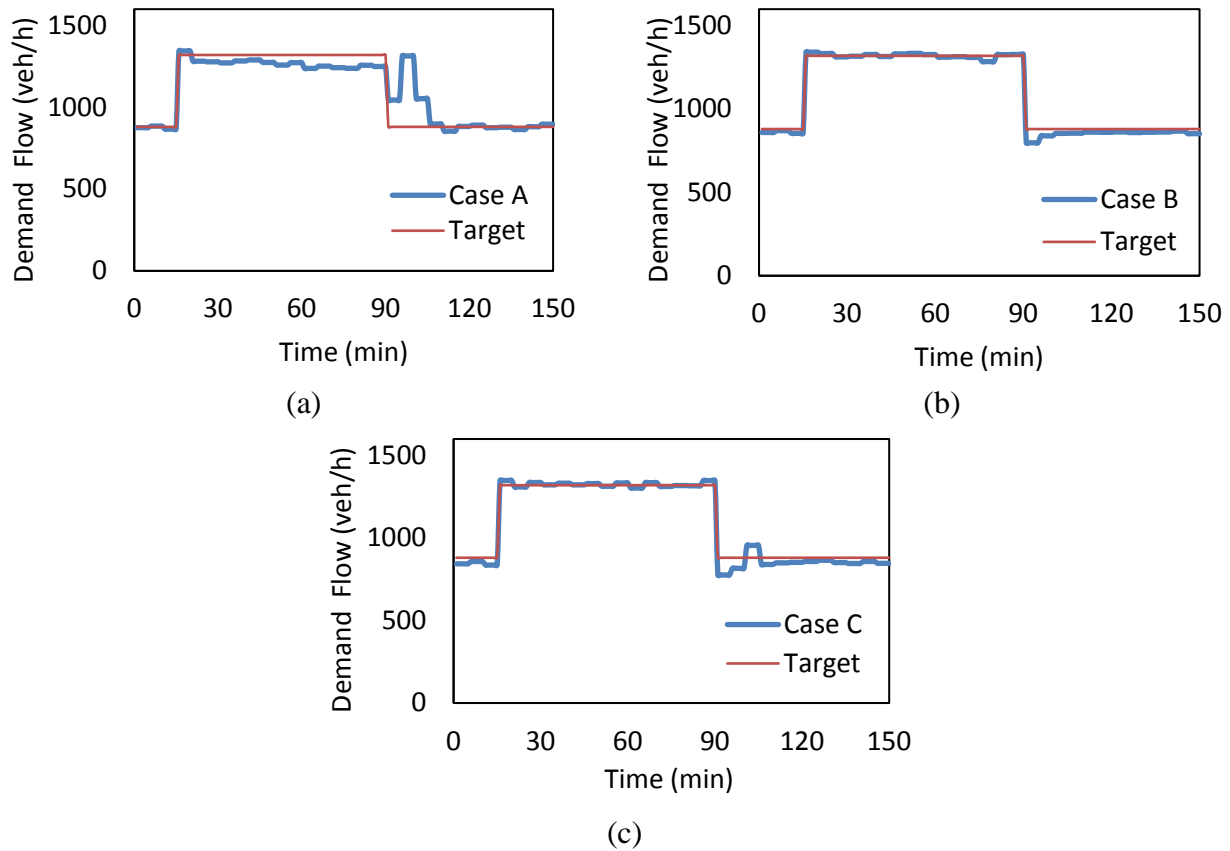 1500
1000
500
0
Demand Flow (veh/h)
Case A
Target
0 30 60 90 120 150
Time (min)
(a)
1500
1000
500
0
Demand Flow (veh/h)
Case B
Target
0 30 60 90 120 150
Time (min)
(b)
1500
1000
500
0
Demand Flow (veh/h)
Case C
Target
0 30 60 90 120 150
Time (min)
(c)